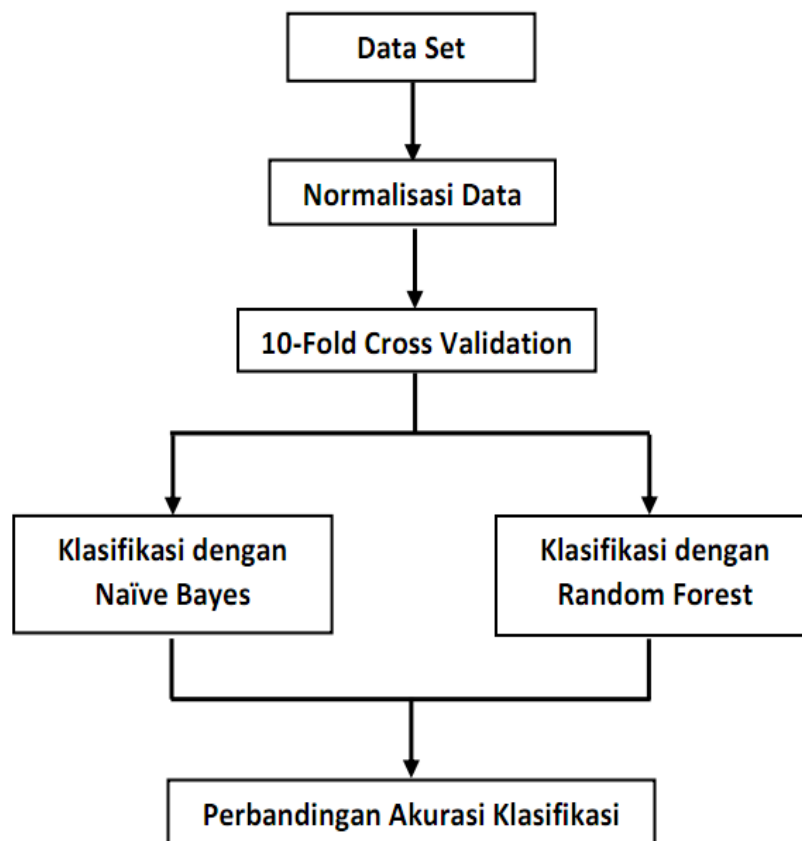 Data Set
Normalisasi Data
10-Fold Cross Validation
Klasifikasi dengan
Naïve Bayes
Klasifikasi dengan
Random Forest
Perbandingan Akurasi Klasifikasi